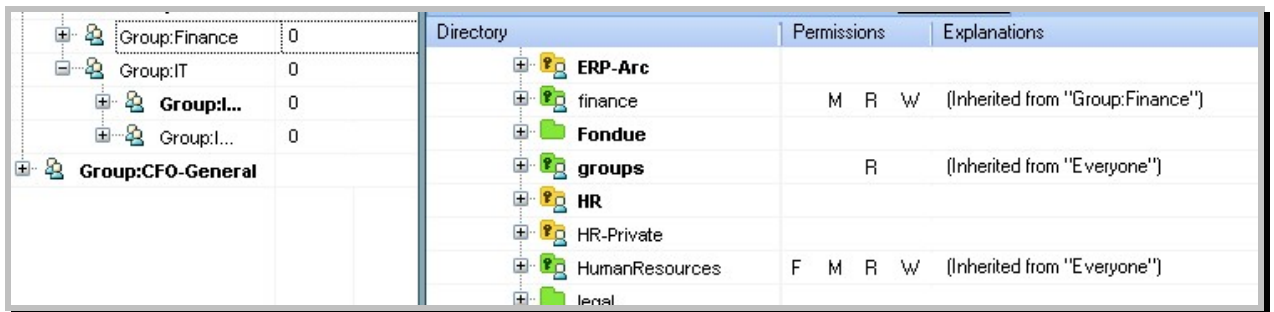 Group:Finance 0
Group:IT 0
Group:I... 0
Group:I... 0
Group:CFO-General
Directory Permissions Explanations
ERP-Arc
finance M R W (Inherited from "Group:Finance")
Fondue
groups R (Inherited from "Everyone")
HR
HR-Private
HumanResources F M R W (Inherited from "Everyone")
legal